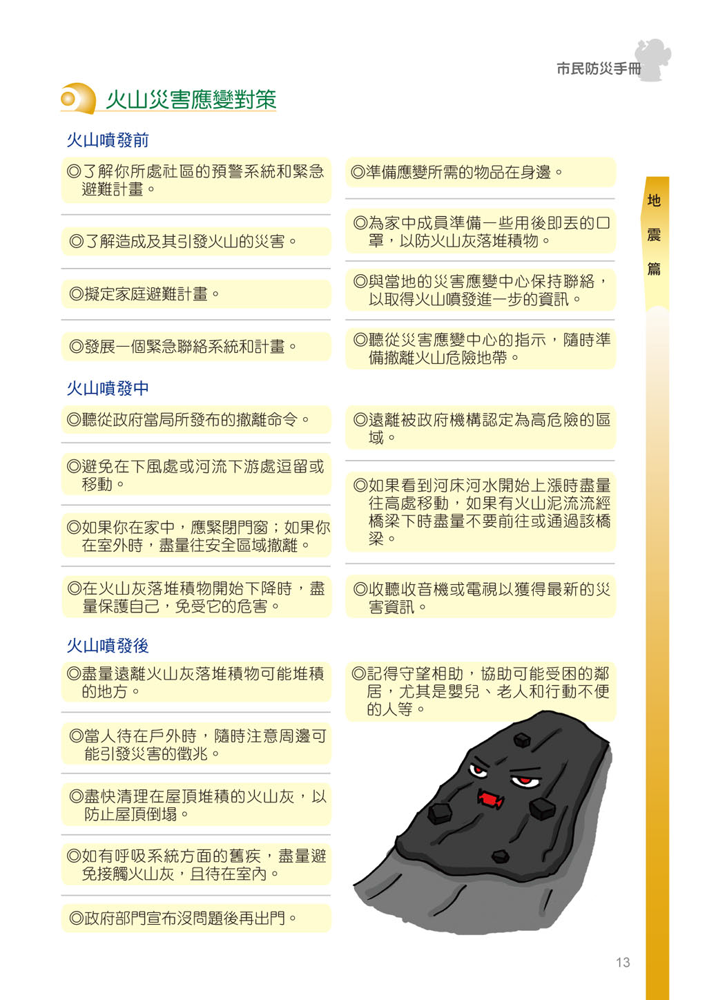 市民防災手冊
火山災害應變對策
火山噴發前
◎了解你所處社區的預警系統和緊急
避難計畫。
◎了解造成及其引發火山的災害。
◎擬定家庭避難計畫。
◎發展一個緊急聯絡系統和計畫。
◎準備應變所需的物品在身邊。
◎為家中成員準備一些用後即丟的口
罩，以防火山灰落堆積物。
◎與當地的災害應變中心保持聯絡，
以取得火山噴發進一步的資訊。
◎聽從災害應變中心的指示，隨時準
備撤離火山危險地帶。
火山噴發中
◎聽從政府當局所發布的撤離命令。
◎避免在下風處或河流下游處逗留或
移動。
◎如果你在家中，應緊閉門窗；如果你
在室外時，盡量往安全區域撤離。
◎在火山灰落堆積物開始下降時，盡
量保護自己，免受它的危害。
◎遠離被政府機構認定為高危險的區
域。
◎如果看到河床河水開始上漲時盡量
往高處移動，如果有火山泥流流經
橋梁下時盡量不要前往或通過該橋
梁。
◎收聽收音機或電視以獲得最新的災
害資訊。
火山噴發後
◎盡量遠離火山灰落堆積物可能堆積
的地方。
◎當人待在戶外時，隨時注意周邊可
能引發災害的徵兆。
◎盡快清理在屋頂堆積的火山灰，以
防止屋頂倒塌。
◎如有呼吸系統方面的舊疾，盡量避
免接觸火山灰，且待在室內。
◎政府部門宣布沒問題後再出門。
◎記得守望相助，協助可能受困的鄰
居，尤其是嬰兒、老人和行動不便
的人等。
地
震
篇
13